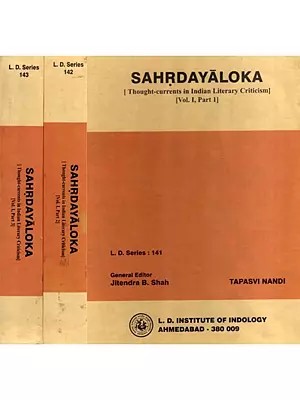 L. D. Series
143
SAHRDAYĀLOKA
[ Thought-currents in Indian Literary Criticism]
[Vol. I, Part 3]
L. D. Series
142
SAHRDAYĀLOKA
[ Thought-currents in Indian Literary Criticism]
[Vol. I, Part 2]
SAHRDAYĀLOKA
[ Thought-currents in Indian Literary Criticism]
[Vol. I, Part 1]
L. D. Series : 141
General Editor
Jitendra B. Shah
TAPASVI NANDI
L. D. INSTITUTE OF INDOLOGY
AHMEDABAD - 380 009